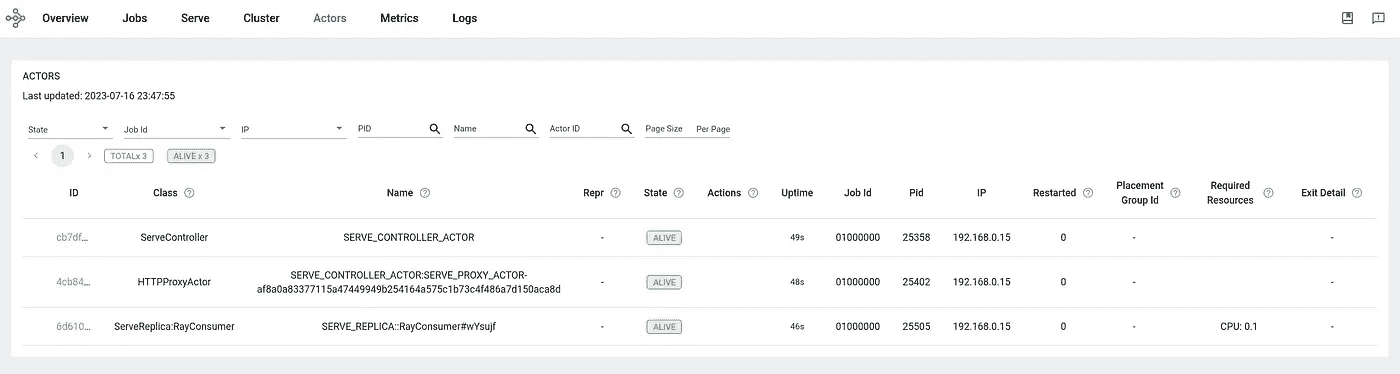 Overview Jobs Serve Cluster Actors Metrics Logs
ACTORS
Last updated: 2023-07-16 23:47:55
State Job Id IP PID Name Actor ID Page Size Per Page
1 TOTALx 3 ALIVE x 3
ID Class Name Repr State Actions Uptime Job Id Pid IP Restarted Placement Group Id Required Resources Exit Detail
cb7df... ServeController SERVE_CONTROLLER_ACTOR - ALIVE 49s 01000000 25358 192.168.0.15 0 - -
4cb84... HTTPProxyActor SERVE_CONTROLLER_ACTOR:SERVE_PROXY_ACTOR-
af8a0a83377115a47449949b254164a575c1b73c4f486a7d150aca8d - ALIVE 48s 01000000 25402 192.168.0.15 0 - -
6d610... ServeReplica:RayConsumer SERVE_REPLICA::RayConsumer#wYsujf - ALIVE 46s 01000000 25505 192.168.0.15 0 - CPU: 0.1 -